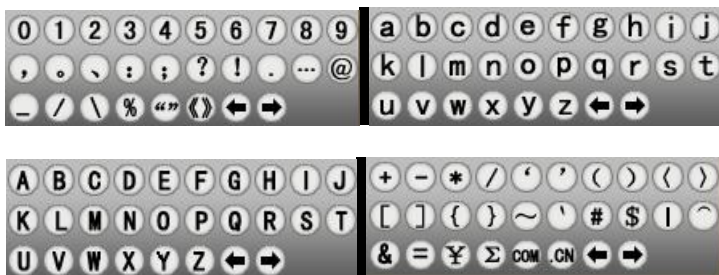 0 1 2 3 4 5 6 7 8 9
， 。 、 : ; ? ! . … @
_ / \ % “” 《》 ← →
a b c d e f g h i j
k l m n o p q r s t
u v w x y z ← →
A B C D E F G H I J
K L M N O P Q R S T
U V W X Y Z ← →
+ - * / ‘ ’ ( ) 〈 〉
[ ] { } ~ ` # $ | ^
& = ¥ Σ COM .CN ← →